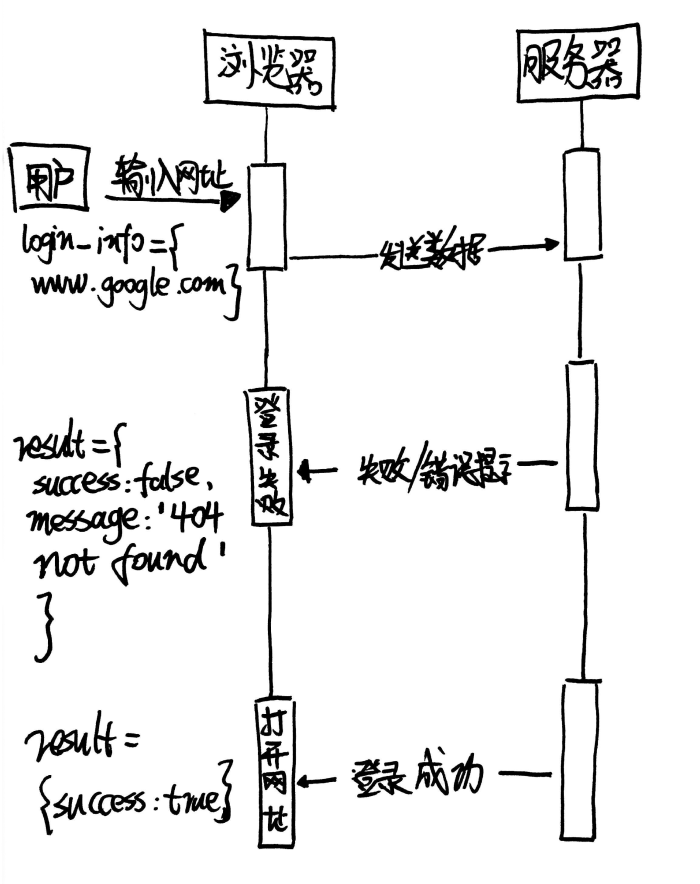 浏览器
服务器
用户
输入网址
login-info={
www.google.com}
发送数据
result={
success:false,
message:'404
not found'
}
登录失败
失败/错误提示
result=
{success:true}
打开网址
登录成功